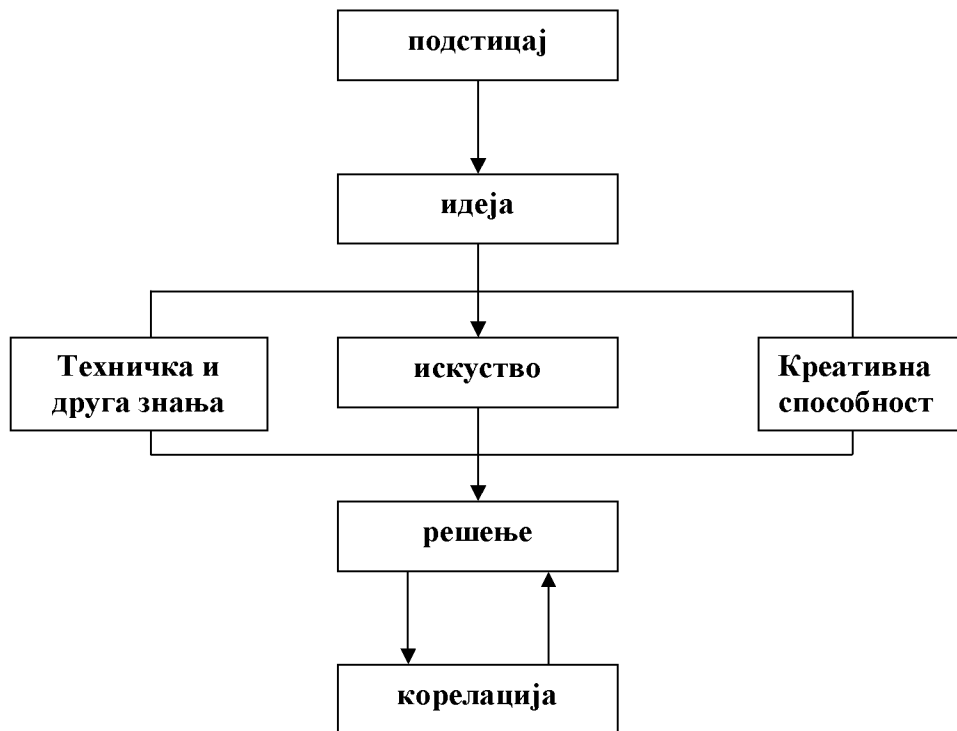 подстицај
идеја
Техничка и
друга знања
искуство
Креативна
способност
решење
корелација